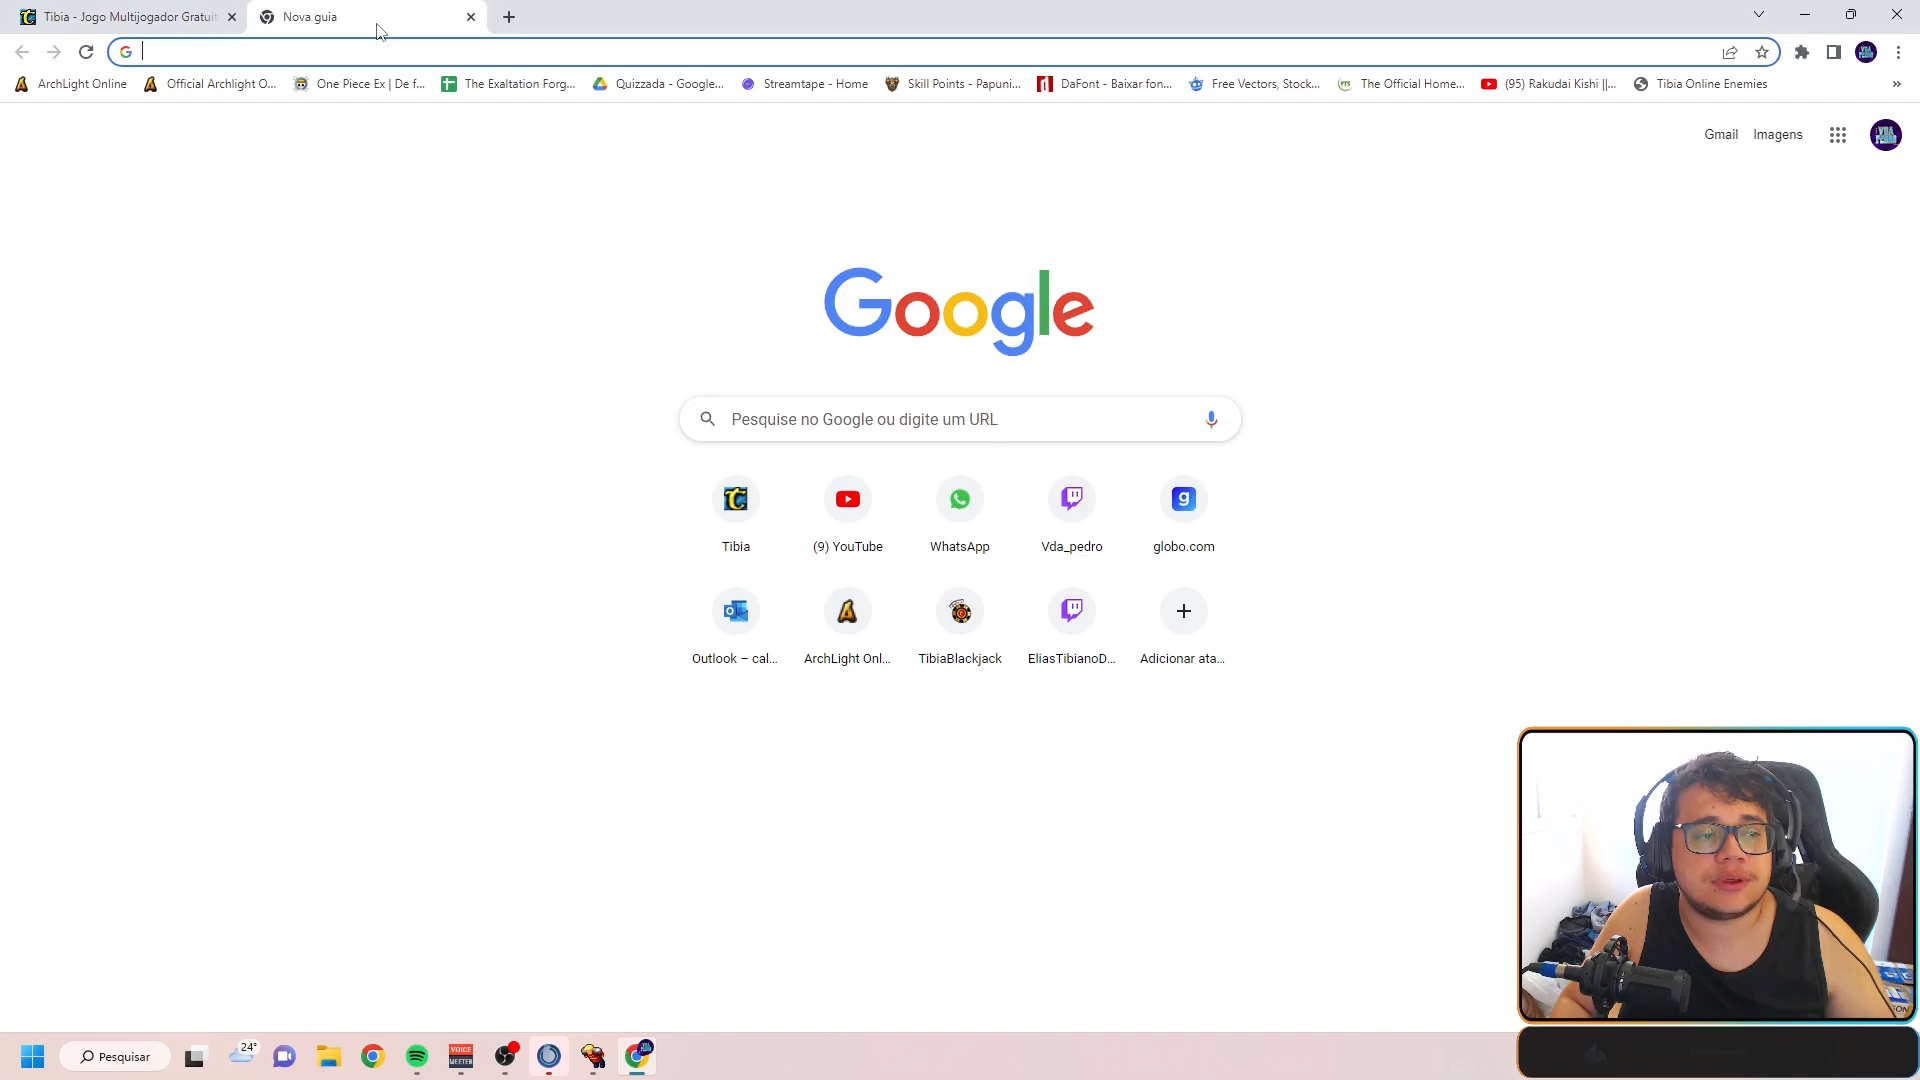 Tibia - Jogo Multijogador Gratuit
Nova guia
ArchLight Online
Official Archlight O...
One Piece Ex | De f...
The Exaltation Forg...
Quizzada - Google...
Streamtape - Home
Skill Points - Papuni...
DaFont - Baixar fon...
Free Vectors, Stock...
The Official Home...
(95) Rakudai Kishi ||...
Tibia Online Enemies
»
Gmail
Imagens
Google
Pesquise no Google ou digite um URL
Tibia
(9) YouTube
WhatsApp
Vda_pedro
globo.com
Outlook – cal...
ArchLight Onl...
TibiaBlackjack
EliasTibianoD...
Adicionar ata...
Pesquisar
24°
VOICE
MEETER